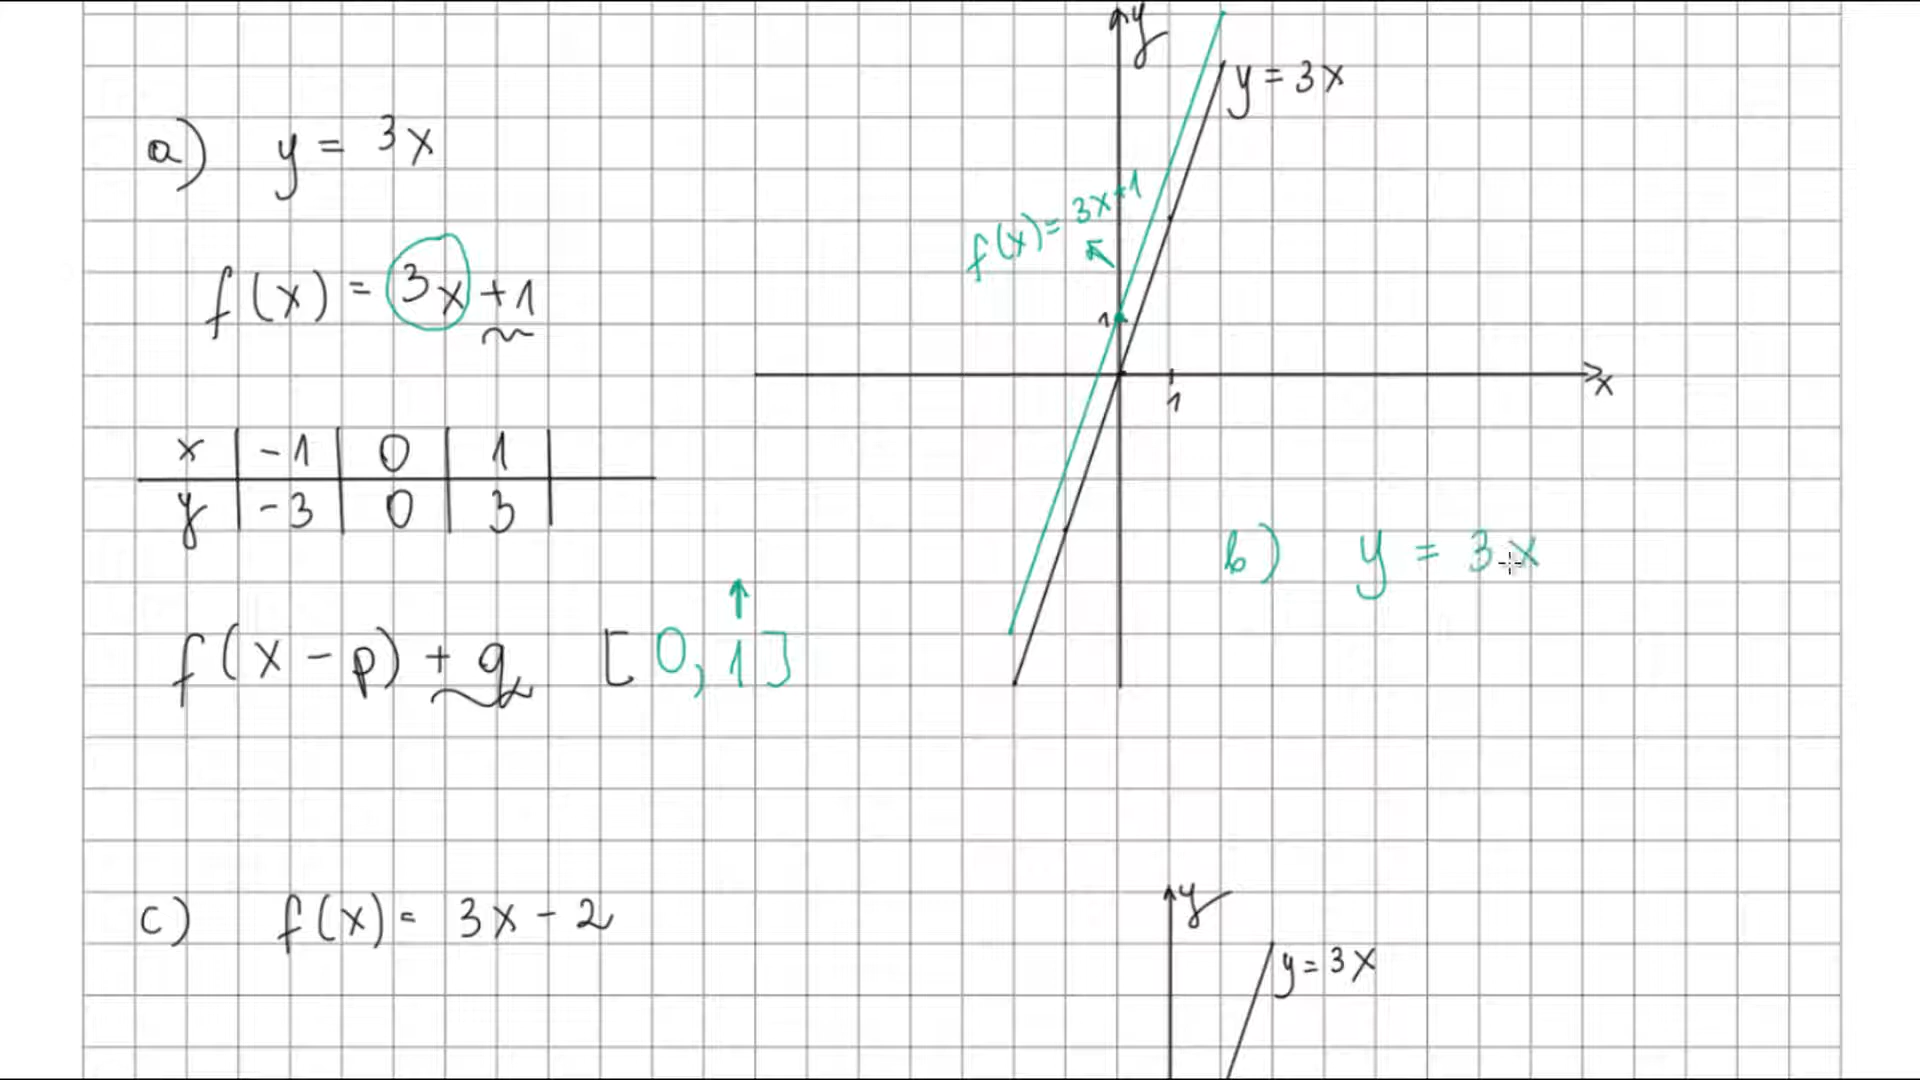 a) y = 3x
f(x) = 3x + 1
x | -1 | 0 | 1 |
y | -3 | 0 | 3 |
f(x - p) + q [0, 1]
y
y = 3x
f(x) = 3x+1
1
x
1
b) y = 3x
c) f(x) = 3x - 2
y
y = 3x